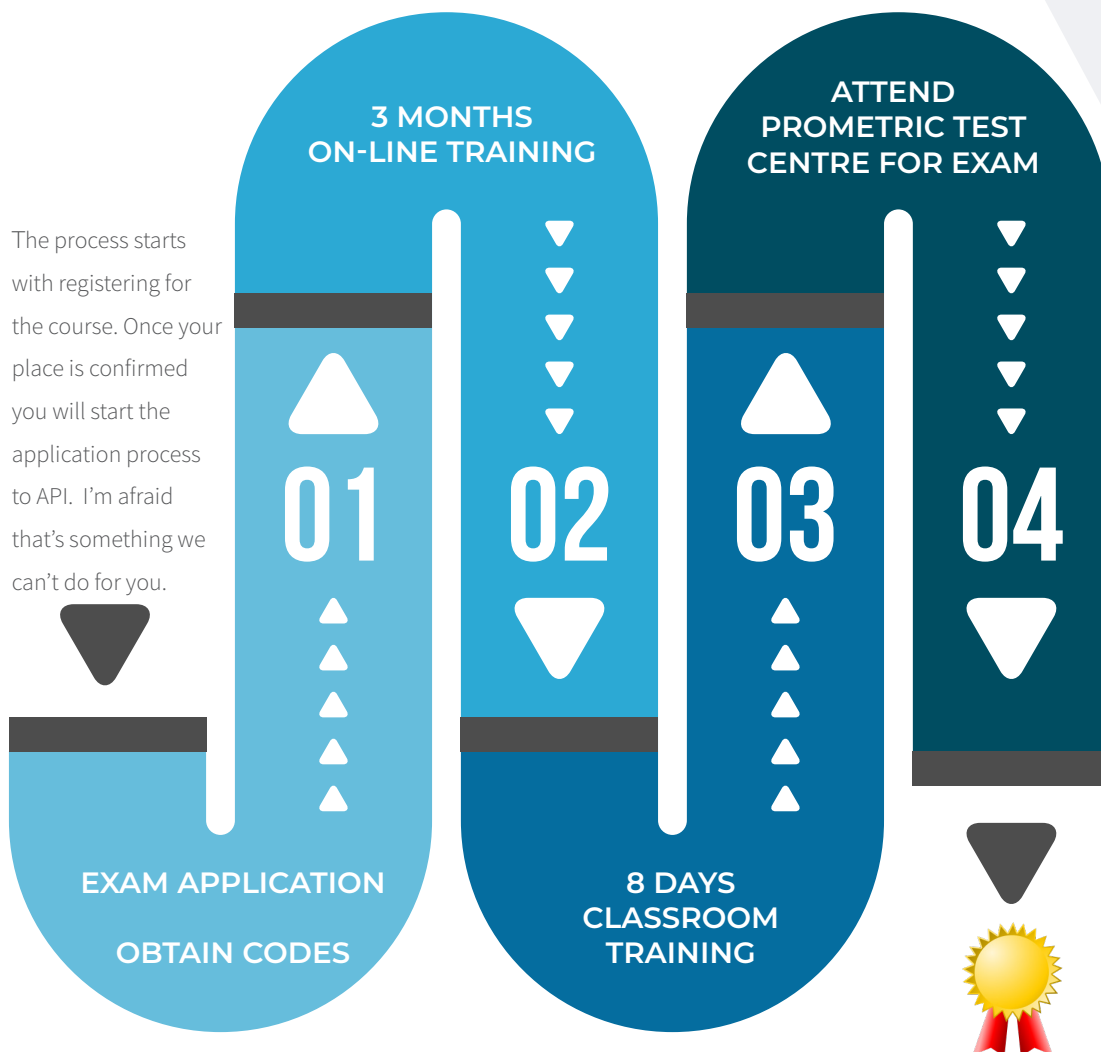 The process starts
with registering for
the course. Once your
place is confirmed
you will start the
application process
to API.  I'm afraid
that's something we
can't do for you.
EXAM APPLICATION
OBTAIN CODES
01
3 MONTHS
ON-LINE TRAINING
02
8 DAYS
CLASSROOM
TRAINING
03
ATTEND
PROMETRIC TEST
CENTRE FOR EXAM
04